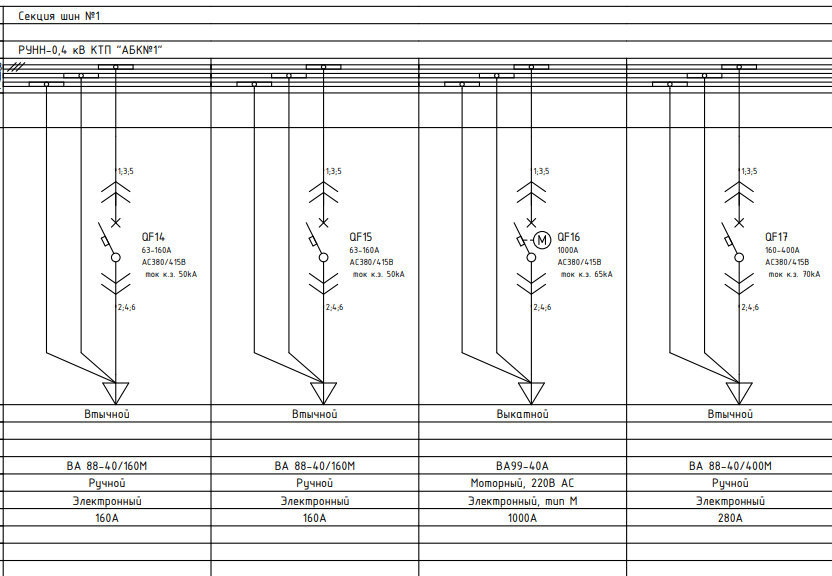 Секция шин №1
РУНН-0,4 кВ КТП "АБК№1"
1;3;5
1;3;5
1;3;5
1;3;5
QF14
63-160А
АС380/415В
ток к.з. 50kA
QF15
63-160А
АС380/415В
ток к.з. 50kA
M
QF16
1000А
АС380/415В
ток к.з. 65kA
QF17
160-400А
АС380/415В
ток к.з. 70kA
2;4;6
2;4;6
2;4;6
2;4;6
Втычной
Втычной
Выкатной
Втычной
ВА 88-40/160М
ВА 88-40/160М
ВА99-40А
ВА 88-40/400М
Ручной
Ручной
Моторный, 220В АС
Ручной
Электронный
Электронный
Электронный, тип М
Электронный
160А
160А
1000А
280А